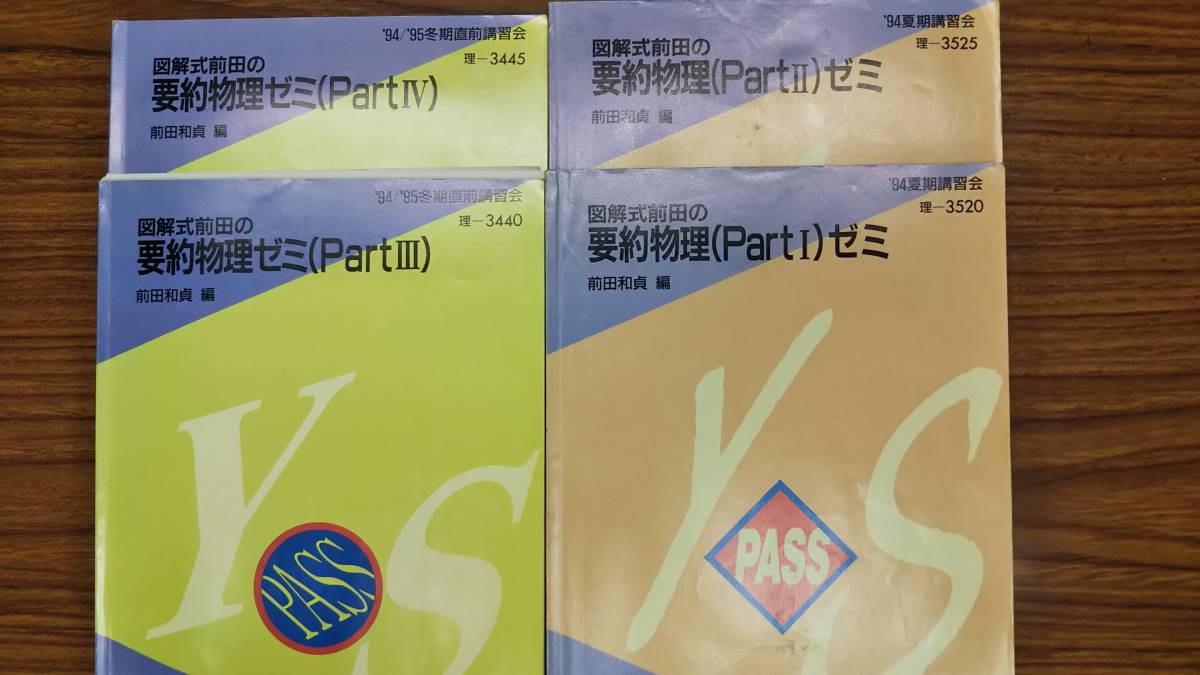 '94/'95冬期直前講習会
理-3445
図解式前田の
要約物理ゼミ(PartⅣ)
前田和貞 編
'94夏期講習会
理-3525
図解式前田の
要約物理(PartⅡ)ゼミ
前田和貞 編
'94/'95冬期直前講習会
理-3440
図解式前田の
要約物理ゼミ(PartⅢ)
前田和貞 編
YS
PASS
'94夏期講習会
理-3520
図解式前田の
要約物理(PartⅠ)ゼミ
前田和貞 編
YS
PASS